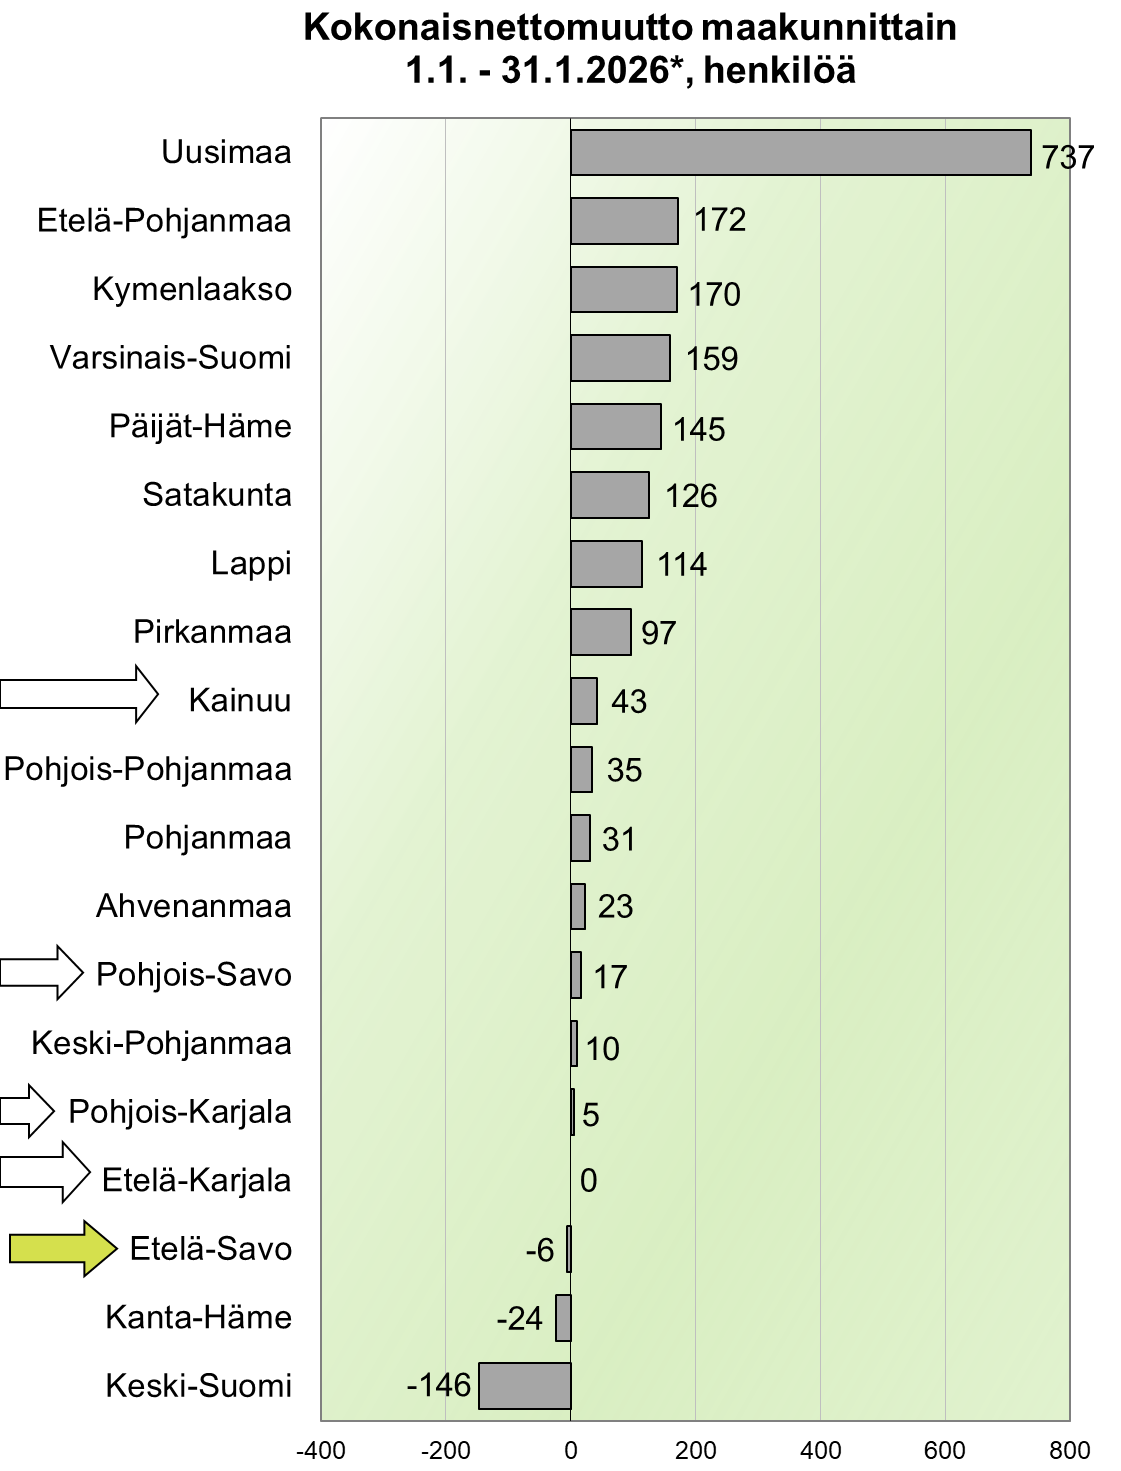 Kokonaisnettomuutto maakunnittain
1.1. - 31.1.2026*, henkilöä
Uusimaa 737
Etelä-Pohjanmaa 172
Kymenlaakso 170
Varsinais-Suomi 159
Päijät-Häme 145
Satakunta 126
Lappi 114
Pirkanmaa 97
Kainuu 43
Pohjois-Pohjanmaa 35
Pohjanmaa 31
Ahvenanmaa 23
Pohjois-Savo 17
Keski-Pohjanmaa 10
Pohjois-Karjala 5
Etelä-Karjala 0
Etelä-Savo -6
Kanta-Häme -24
Keski-Suomi -146
-400 -200 0 200 400 600 800